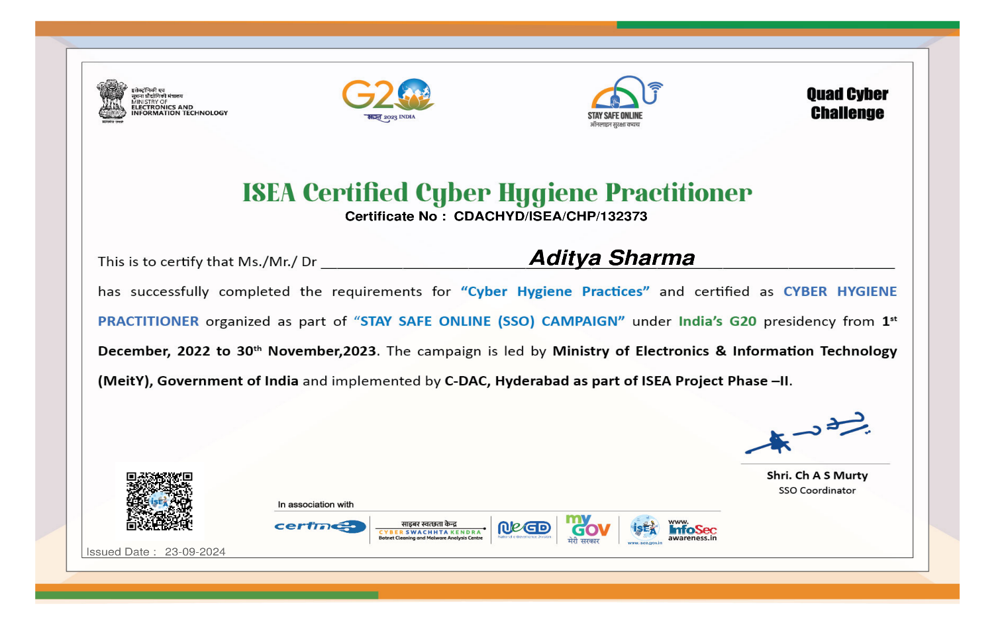 इलेक्ट्रॉनिकी एवं
सूचना प्रौद्योगिकी मंत्रालय
MINISTRY OF
ELECTRONICS AND
INFORMATION TECHNOLOGY
सत्यमेव जयते
G20
भारत 2023 INDIA
STAY SAFE ONLINE
ऑनलाइन सुरक्षा कवच
Quad Cyber
Challenge
ISEA Certified Cyber Hygiene Practitioner
Certificate No : CDACHYD/ISEA/CHP/132373
This is to certify that Ms./Mr./ Dr Aditya Sharma
has successfully completed the requirements for “Cyber Hygiene Practices” and certified as CYBER HYGIENE
PRACTITIONER organized as part of “STAY SAFE ONLINE (SSO) CAMPAIGN” under India’s G20 presidency from 1st
December, 2022 to 30th November,2023. The campaign is led by Ministry of Electronics & Information Technology
(MeitY), Government of India and implemented by C-DAC, Hyderabad as part of ISEA Project Phase –II.
Shri. Ch A S Murty
SSO Coordinator
ISEA
In association with
certin
साइबर स्वच्छता केन्द्र
CYBER SWACHHTA KENDRA
Botnet Cleaning and Malware Analysis Centre
NeGD
National e-Governance Division
my
GOV
मेरी सरकार
ISEA
www.isea.gov.in
www.
InfoSec
awareness.in
Issued Date : 23-09-2024